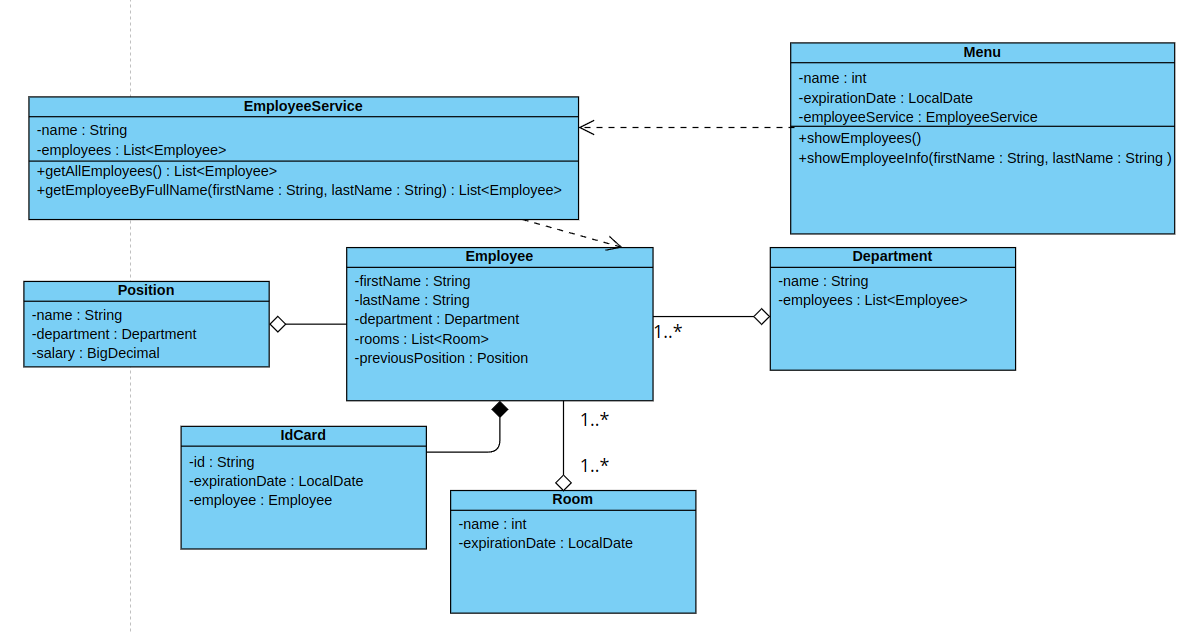 Menu
-name : int
-expirationDate : LocalDate
-employeeService : EmployeeService
+showEmployees()
+showEmployeeInfo(firstName : String, lastName : String )
EmployeeService
-name : String
-employees : List<Employee>
+getAllEmployees() : List<Employee>
+getEmployeeByFullName(firstName : String, lastName : String) : List<Employee>
Employee
-firstName : String
-lastName : String
-department : Department
-rooms : List<Room>
-previousPosition : Position
Department
-name : String
-employees : List<Employee>
1..*
Position
-name : String
-department : Department
-salary : BigDecimal
1..*
1..*
IdCard
-id : String
-expirationDate : LocalDate
-employee : Employee
Room
-name : int
-expirationDate : LocalDate